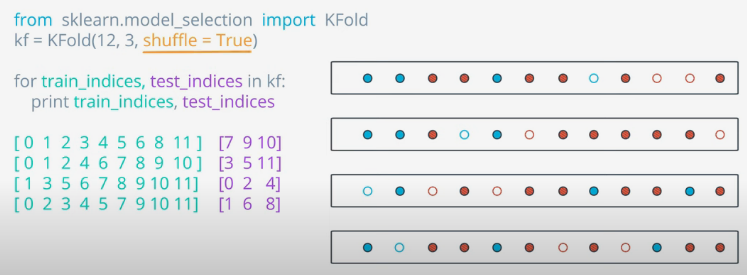 from sklearn.model_selection import KFold
kf = KFold(12, 3, shuffle = True)
for train_indices, test_indices in kf:
print train_indices, test_indices
[ 0 1 2 3 4 5 6 8 11 ] [7 9 10]
[ 0 1 2 4 6 7 8 9 10 ] [3 5 11]
[ 1 3 5 6 7 8 9 10 11] [0 2 4]
[ 0 2 3 4 5 7 9 10 11] [1 6 8]